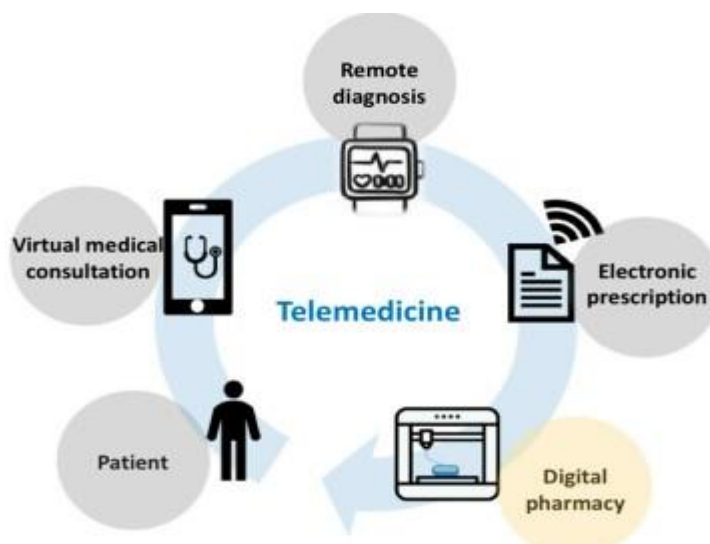 Remote
diagnosis
Virtual medical
consultation
Electronic
prescription
Telemedicine
Patient
Digital
pharmacy